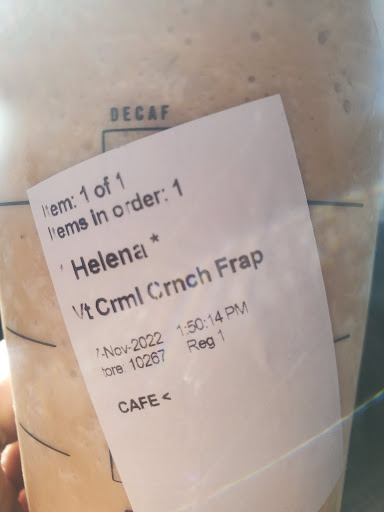 DECAF
Item: 1 of 1
Items in order: 1
Helena*
Vt Crml Crnch Frap
-Nov-2022 1:50:14 PM
tore: 10267 Reg 1
CAFE <